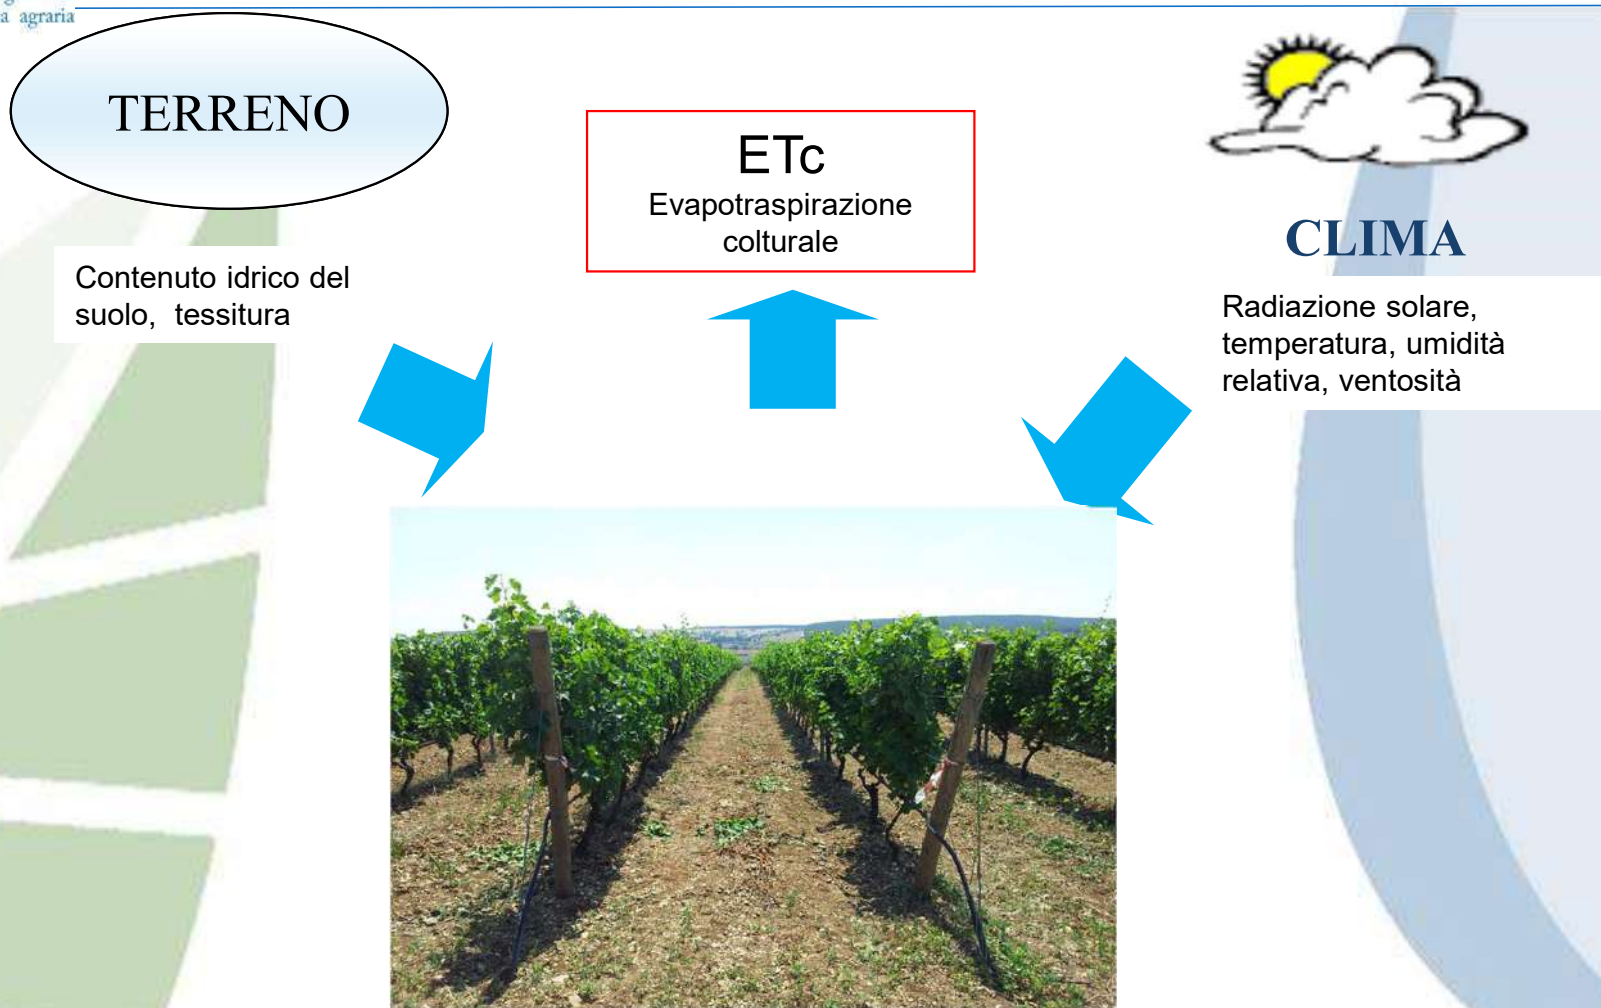 a agraria
TERRENO
Contenuto idrico del
suolo, tessitura
ETc
Evapotraspirazione
colturale
CLIMA
Radiazione solare,
temperatura, umidità
relativa, ventosità